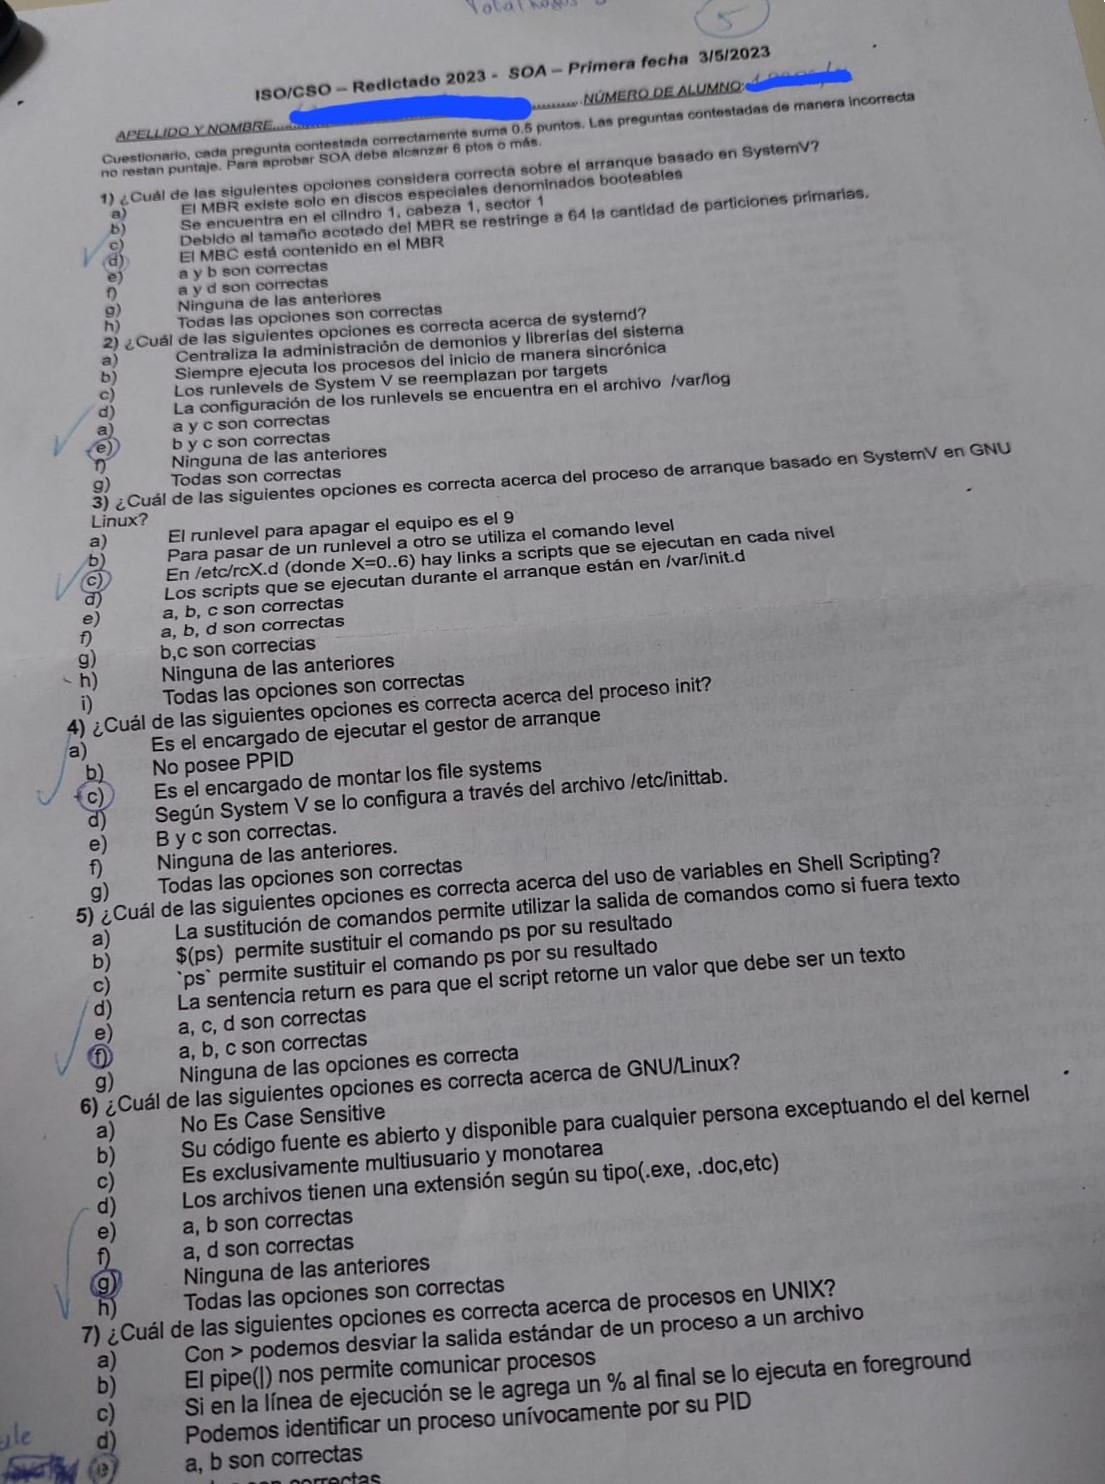 5
ISO/CSO – Redictado 2023 - SOA – Primera fecha 3/5/2023
APELLIDO Y NOMBRE............ NÚMERO DE ALUMNO:
Cuestionario, cada pregunta contestada correctamente suma 0.5 puntos. Las preguntas contestadas de manera incorrecta
no restan puntaje. Para aprobar SOA debe alcanzar 6 ptos o más.
1) ¿Cuál de las siguientes opciones considera correcta sobre el arranque basado en SystemV?
a) El MBR existe solo en discos especiales denominados booteables
b) Se encuentra en el cilindro 1, cabeza 1, sector 1
c) Debido al tamaño acotado del MBR se restringe a 64 la cantidad de particiones primarias.
d) El MBC está contenido en el MBR
e) a y b son correctas
f) a y d son correctas
g) Ninguna de las anteriores
h) Todas las opciones son correctas
2) ¿Cuál de las siguientes opciones es correcta acerca de systemd?
a) Centraliza la administración de demonios y librerías del sistema
b) Siempre ejecuta los procesos del inicio de manera sincrónica
c) Los runlevels de System V se reemplazan por targets
d) La configuración de los runlevels se encuentra en el archivo /var/log
a) a y c son correctas
e) b y c son correctas
f) Ninguna de las anteriores
g) Todas son correctas
3) ¿Cuál de las siguientes opciones es correcta acerca del proceso de arranque basado en SystemV en GNU
Linux?
a) El runlevel para apagar el equipo es el 9
b) Para pasar de un runlevel a otro se utiliza el comando level
c) En /etc/rcX.d (donde X=0..6) hay links a scripts que se ejecutan en cada nivel
d) Los scripts que se ejecutan durante el arranque están en /var/init.d
e) a, b, c son correctas
f) a, b, d son correctas
g) b,c son correctas
h) Ninguna de las anteriores
i) Todas las opciones son correctas
4) ¿Cuál de las siguientes opciones es correcta acerca del proceso init?
a) Es el encargado de ejecutar el gestor de arranque
b) No posee PPID
c) Es el encargado de montar los file systems
d) Según System V se lo configura a través del archivo /etc/inittab.
e) B y c son correctas.
f) Ninguna de las anteriores.
g) Todas las opciones son correctas
5) ¿Cuál de las siguientes opciones es correcta acerca del uso de variables en Shell Scripting?
a) La sustitución de comandos permite utilizar la salida de comandos como si fuera texto
b) $(ps) permite sustituir el comando ps por su resultado
c) `ps` permite sustituir el comando ps por su resultado
d) La sentencia return es para que el script retorne un valor que debe ser un texto
e) a, c, d son correctas
f) a, b, c son correctas
g) Ninguna de las opciones es correcta
6) ¿Cuál de las siguientes opciones es correcta acerca de GNU/Linux?
a) No Es Case Sensitive
b) Su código fuente es abierto y disponible para cualquier persona exceptuando el del kernel
c) Es exclusivamente multiusuario y monotarea
d) Los archivos tienen una extensión según su tipo(.exe, .doc,etc)
e) a, b son correctas
f) a, d son correctas
g) Ninguna de las anteriores
h) Todas las opciones son correctas
7) ¿Cuál de las siguientes opciones es correcta acerca de procesos en UNIX?
a) Con > podemos desviar la salida estándar de un proceso a un archivo
b) El pipe(|) nos permite comunicar procesos
c) Si en la línea de ejecución se le agrega un % al final se lo ejecuta en foreground
d) Podemos identificar un proceso unívocamente por su PID
e) a, b son correctas
correctas